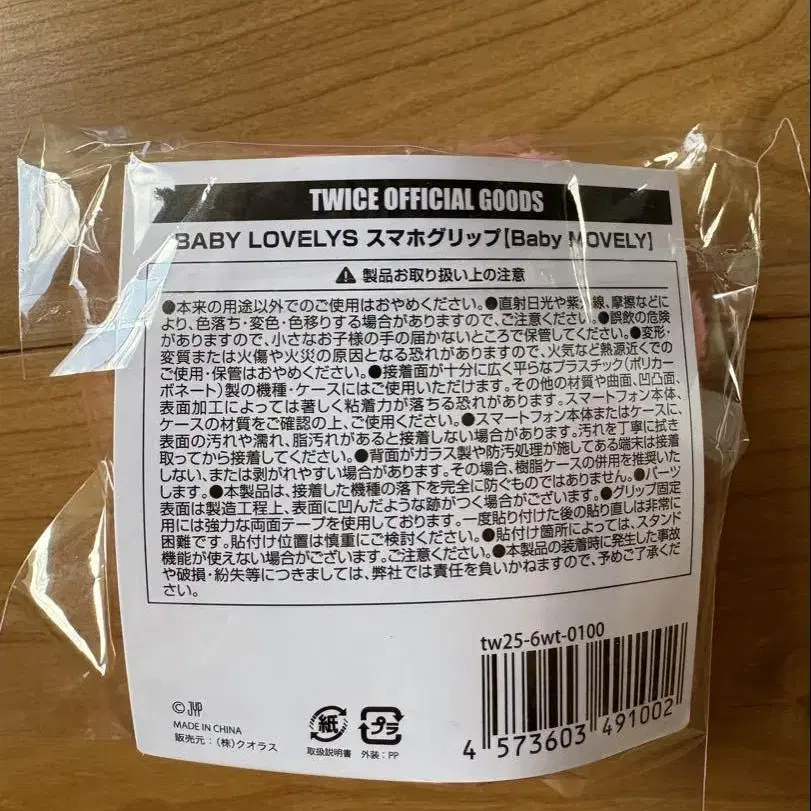 TWICE OFFICIAL GOODS
BABY LOVELYS スマホグリップ【Baby MOVELY】
⚠ 製品お取り扱い上の注意
●本来の用途以外でのご使用はおやめください。●直射日光や紫外線、摩擦などに
より、色落ち・変色・色移りする場合がありますので、ご注意ください。●誤飲の危険
がありますので、小さなお子様の手の届かないところで保管してください。●変形・
変質または火傷や火災の原因となる恐れがありますので、火気など熱源近くでの
ご使用・保管はおやめください。●接着面が十分に広く平らなプラスチック(ポリカー
ボネート)製の機種・ケースにはご使用いただけます。その他の材質や曲面、凹凸面、
表面加工によっては著しく粘着力が落ちる恐れがあります。スマートフォン本体、
ケースの材質をご確認の上、ご使用ください。●スマートフォン本体またはケースに、
表面の汚れや濡れ、脂汚れがあると接着しない場合があります。汚れを丁寧に拭き
取ってから接着してください。●背面がガラス製や防汚処理が施してある端末は接着
しない、または剥がれやすい場合があります。その場合、樹脂ケースの併用を推奨いた
します。●本製品は、接着した機種の落下を完全に防ぐものではありません。●パーツ
表面は製造工程上、表面に凹んだような跡がつく場合がございます。●グリップ固定
用には強力な両面テープを使用しております。一度貼り付けた後の貼り直しは非常に
困難です。貼付け位置は慎重にご検討ください。●貼付け箇所によっては、スタンド
機能が使えない場合がございます。ご注意ください。●本製品の装着時に発生した事故
や破損・紛失等につきましては、弊社では責任を負いかねますので、予めご了承くだ
さい。
tw25-6wt-0100
© JYP
MADE IN CHINA
販売元:(株)クオラス
紙
取扱説明書
プラ
外装:PP
4 573603 491002